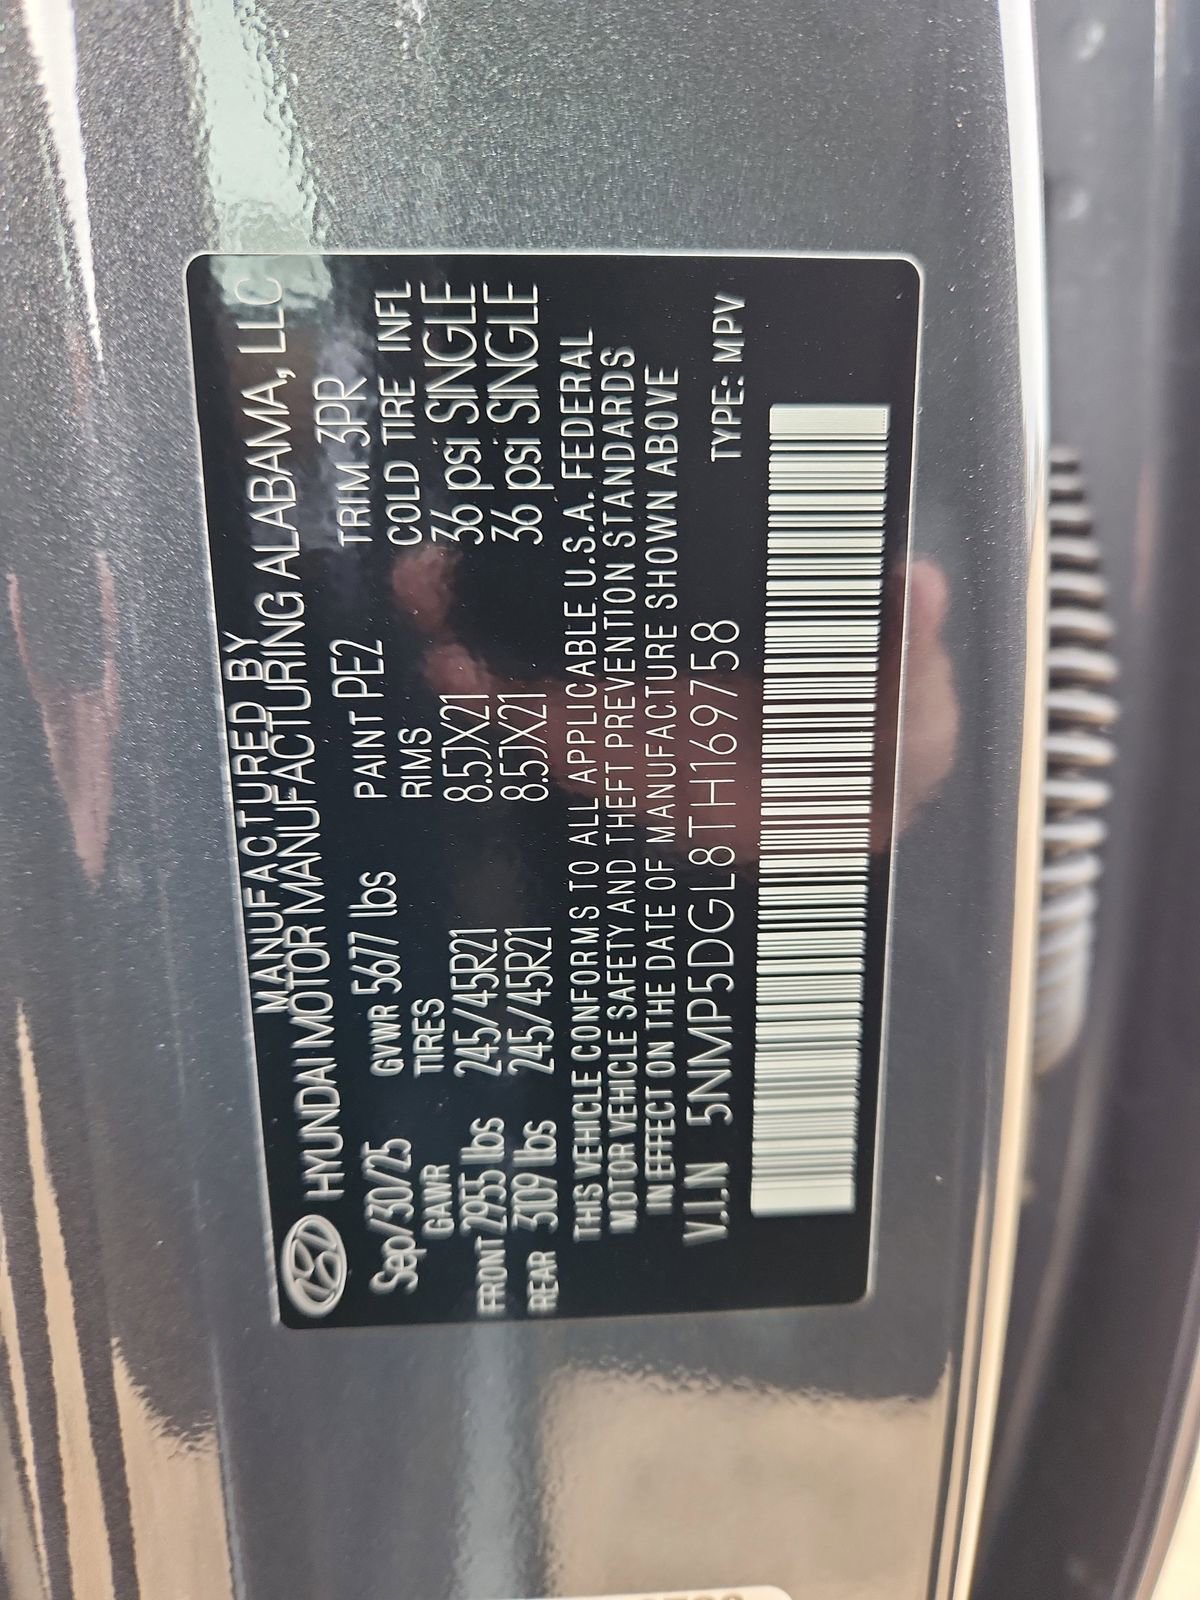 MANUFACTURED BY
HYUNDAI MOTOR MANUFACTURING ALABAMA, LLC
Sep/30/25 GVWR 5677 lbs PAINT PE2 TRIM 3PR
GAWR TIRES RIMS COLD TIRE INFL
FRONT 2955 lbs 245/45R21 8.5JX21 36 psi SINGLE
REAR 3109 lbs 245/45R21 8.5JX21 36 psi SINGLE
THIS VEHICLE CONFORMS TO ALL APPLICABLE U.S.A. FEDERAL
MOTOR VEHICLE SAFETY AND THEFT PREVENTION STANDARDS
IN EFFECT ON THE DATE OF MANUFACTURE SHOWN ABOVE
V.I.N 5NMP5DGL8TH169758 TYPE: MPV